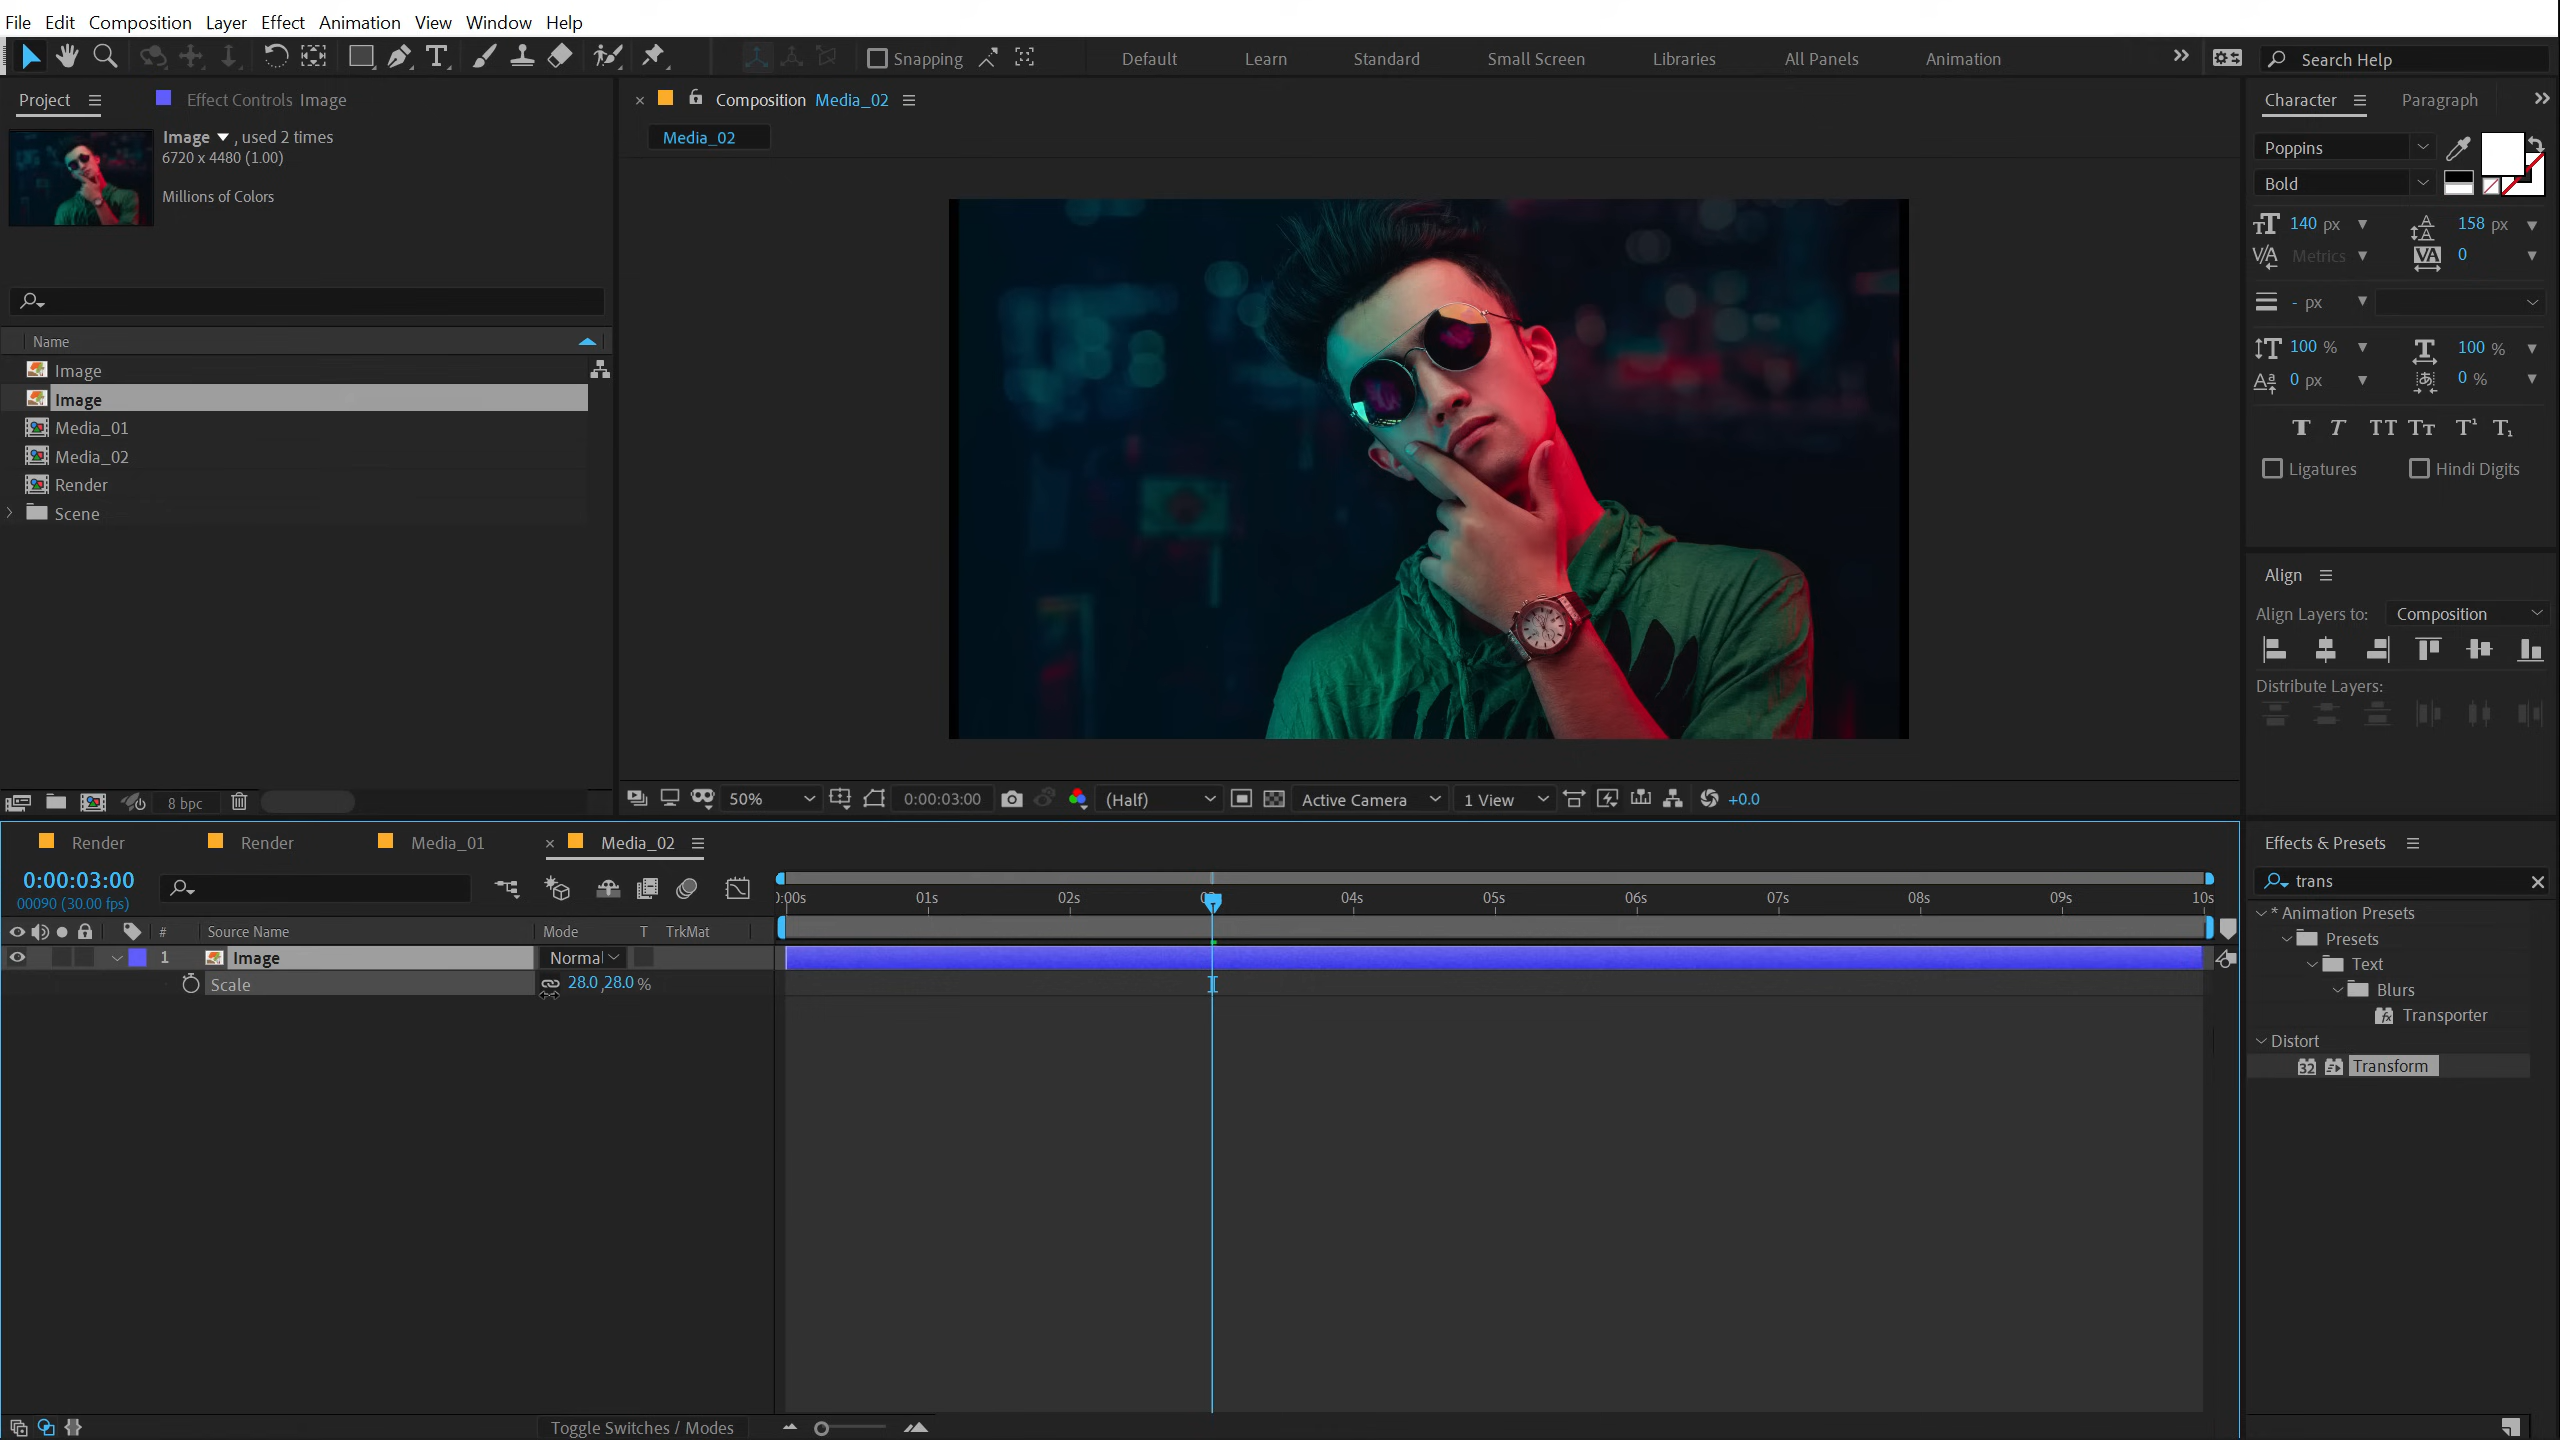 File Edit Composition Layer Effect Animation View Window Help
Snapping Default Learn Standard Small Screen Libraries All Panels Animation Search Help
Project Effect Controls Image
Image , used 2 times
6720 x 4480 (1.00)
Millions of Colors
Name
Image
Image
Media_01
Media_02
Render
Scene
8 bpc
Composition Media_02
Media_02
50% 0:00:03:00 (Half) Active Camera 1 View +0.0
Character Paragraph
Poppins
Bold
140 px 158 px
Metrics 0
- px
100 % 100 %
0 px 0 %
T T TT Tт T¹ T₁
Ligatures Hindi Digits
Align
Align Layers to: Composition
Distribute Layers:
Render Render Media_01 Media_02
0:00:03:00
00090 (30.00 fps)
:00s 01s 02s 04s 05s 06s 07s 08s 09s 10s
# Source Name Mode T TrkMat
1 Image Normal
Scale 28.0,28.0 %
Toggle Switches / Modes
Effects & Presets
trans
* Animation Presets
Presets
Text
Blurs
Transporter
Distort
32 Transform